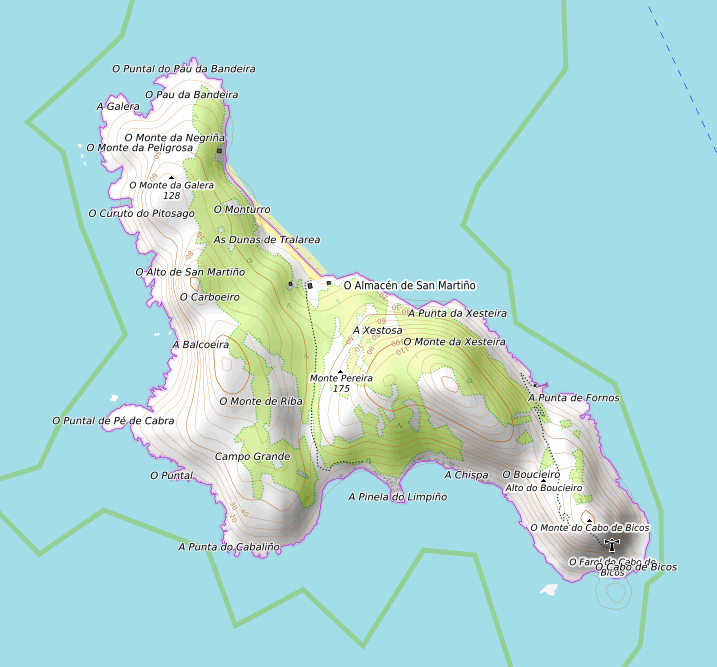 O Puntal do Pau da Bandeira
O Pau da Bandeira
A Galera
O Monte da Negriña
O Monte da Peligrosa
O Monte da Galera
128
O Curuto do Pitosago
O Monturro
As Dunas de Tralarea
O Alto de San Martiño
O Almacén de San Martiño
O Carboeiro
A Punta da Xesteira
A Xestosa
A Balcoeira
O Monte da Xesteira
Monte Pereira
175
O Monte de Riba
A Punta de Fornos
O Puntal de Pé de Cabra
Campo Grande
O Puntal
A Chispa
O Boucieiro
Alto do Boucieiro
A Pinela do Limpiño
O Monte do Cabo de Bicos
A Punta do Cabaliño
O Farol do Cabo de
Bicos
O Cabo de Bicos